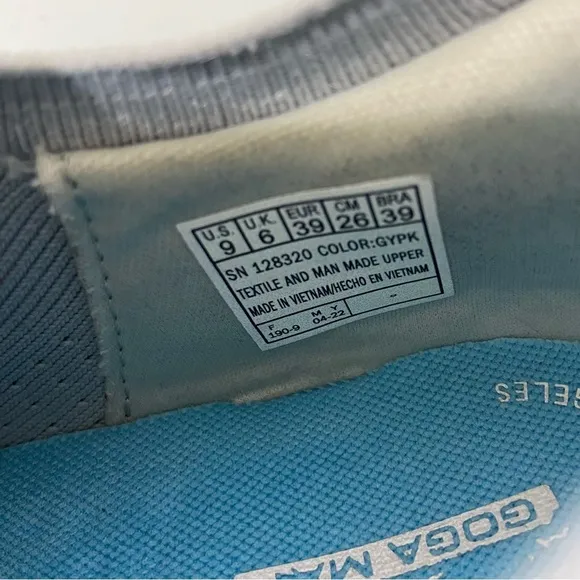 U.S. U.K. EUR CM BRA
9 6 39 26 39
SN 128320 COLOR:GYPK
TEXTILE AND MAN MADE UPPER
MADE IN VIETNAM/HECHO EN VIETNAM
F M Y -
190-9 04-22
GELES
GOGA MA